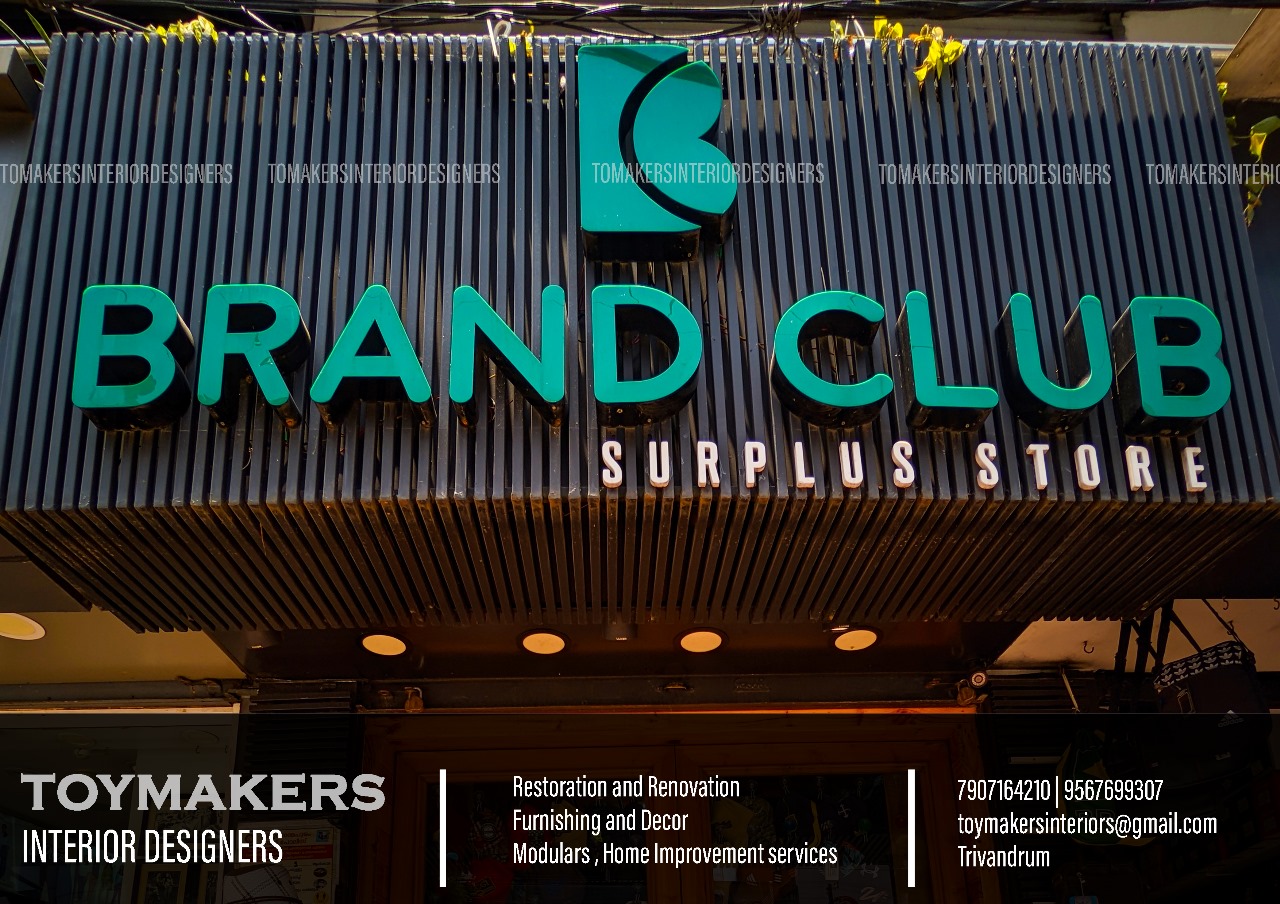 TOMAKERSINTERIORDESIGNERS TOMAKERSINTERIORDESIGNERS TOMAKERSINTERIORDESIGNERS TOMAKERSINTERIORDESIGNERS TOMAKERSINTERIORDESIGNERS
B
BRAND CLUB
SURPLUS STORE
TOYMAKERS
INTERIOR DESIGNERS
Restoration and Renovation
Furnishing and Decor
Modulars , Home Improvement services
7907164210 | 9567699307
toymakersinteriors@gmail.com
Trivandrum